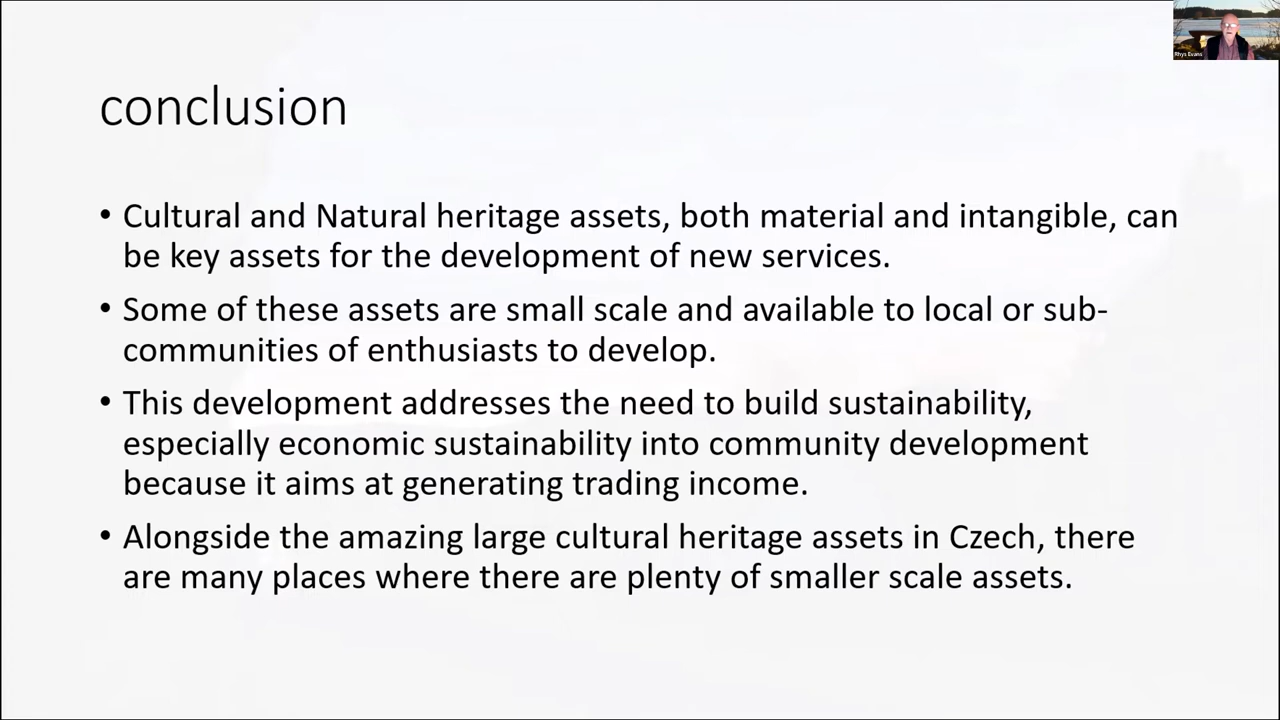 Rhys Evans
conclusion
• Cultural and Natural heritage assets, both material and intangible, can
be key assets for the development of new services.
• Some of these assets are small scale and available to local or sub-
communities of enthusiasts to develop.
• This development addresses the need to build sustainability,
especially economic sustainability into community development
because it aims at generating trading income.
• Alongside the amazing large cultural heritage assets in Czech, there
are many places where there are plenty of smaller scale assets.